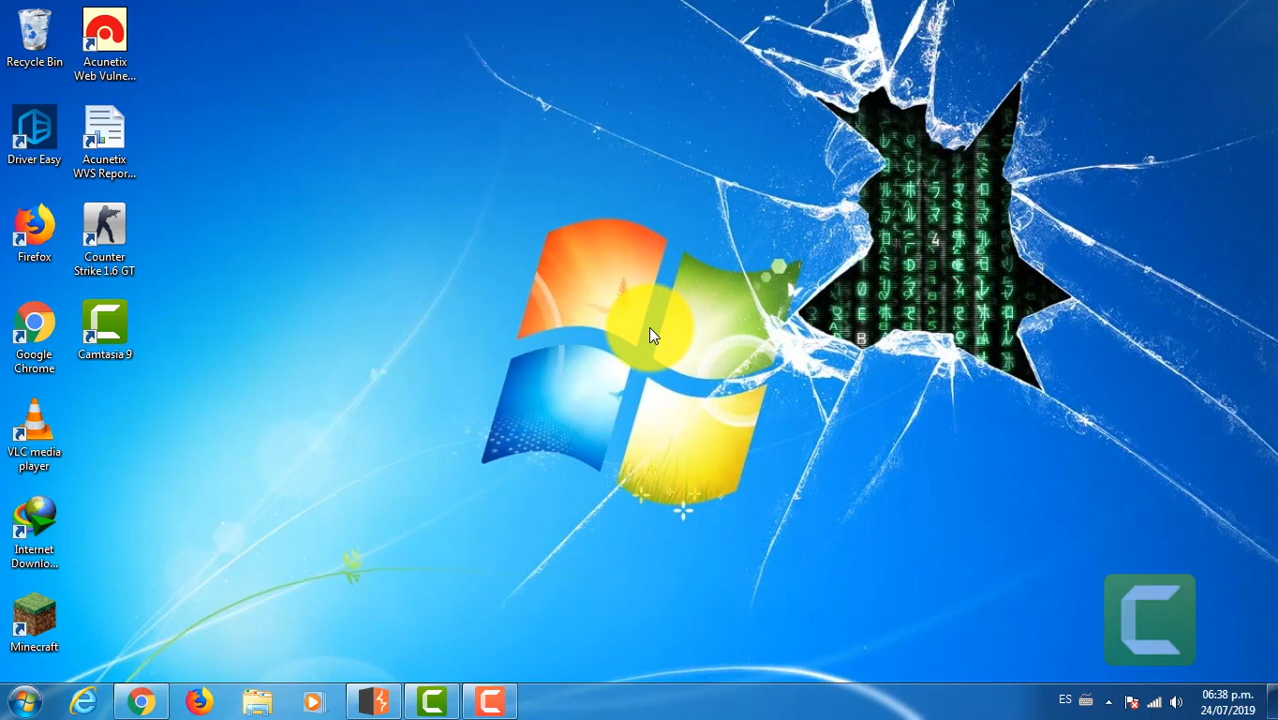 Recycle Bin
Acunetix
Web Vulne...
Driver Easy
Acunetix
WVS Repor...
Firefox
Counter
Strike 1.6 GT
Google
Chrome
Camtasia 9
VLC media
player
Internet
Downlo...
Minecraft
ES
06:38 p.m.
24/07/2019